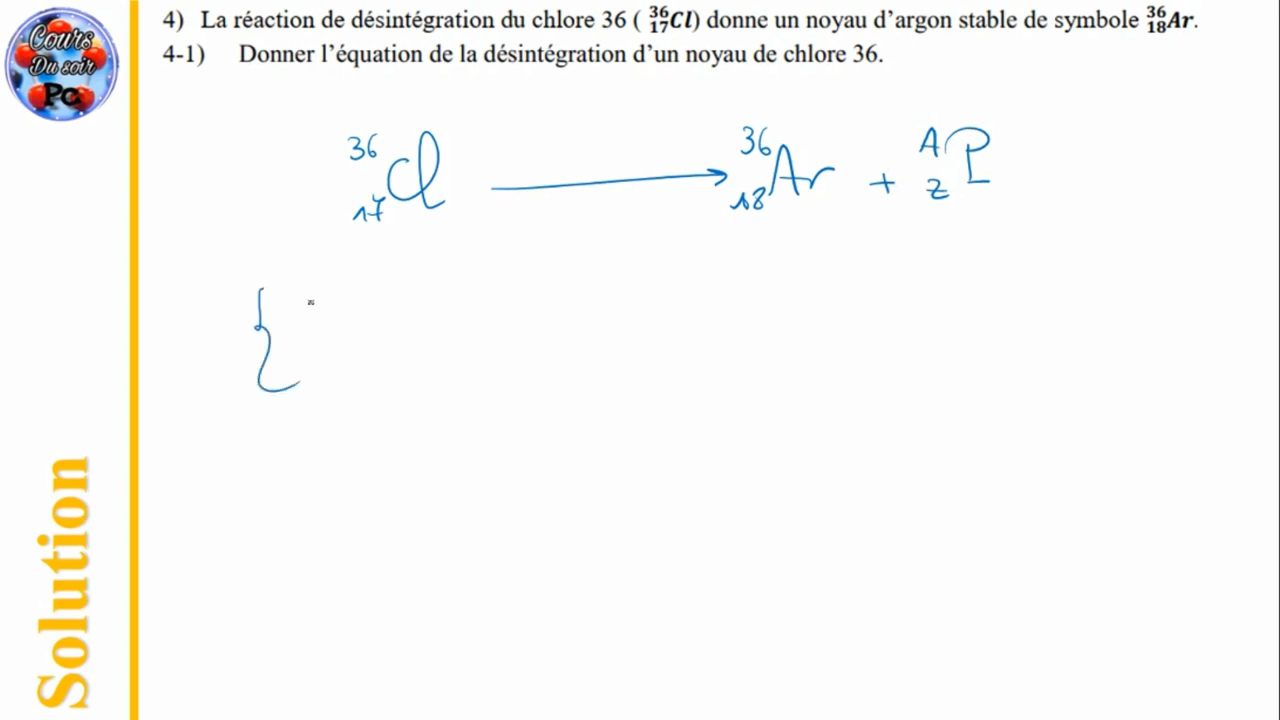 Cours
Du soir
PC
4) La réaction de désintégration du chlore 36 ( ³⁶₁₇Cl) donne un noyau d’argon stable de symbole ³⁶₁₈Ar.
4-1) Donner l’équation de la désintégration d’un noyau de chlore 36.
³⁶₁₇Cl ⟶ ³⁶₁₈Ar + ᴬ_Z P
{
Solution